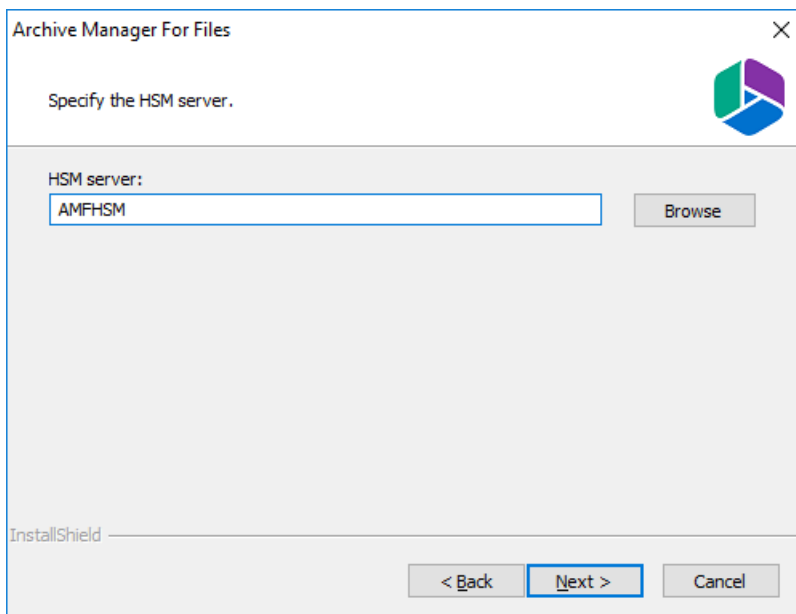 Archive Manager For Files
Specify the HSM server.
HSM server:
AMFHSM
Browse
InstallShield
< Back
Next >
Cancel